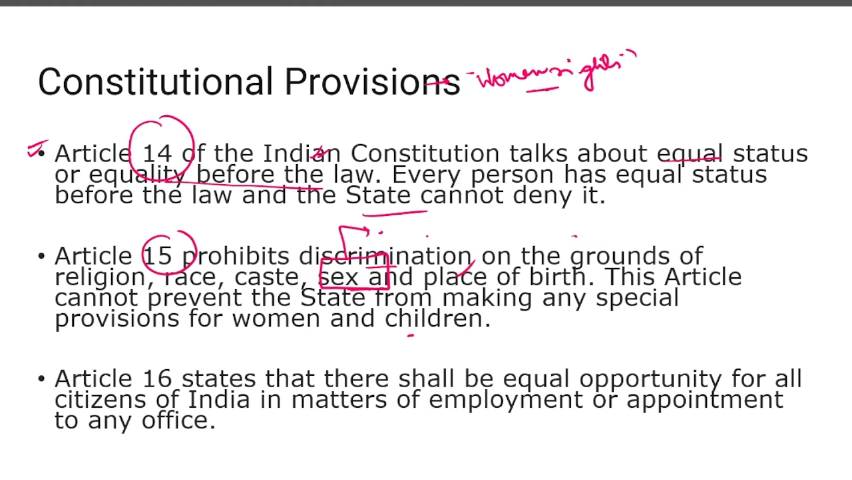 Constitutional Provisions → "Women rights"
• Article 14 of the Indian Constitution talks about equal status
or equality before the law. Every person has equal status
before the law and the State cannot deny it.
• Article 15 prohibits discrimination on the grounds of
religion, race, caste, sex and place of birth. This Article
cannot prevent the State from making any special
provisions for women and children.
• Article 16 states that there shall be equal opportunity for all
citizens of India in matters of employment or appointment
to any office.